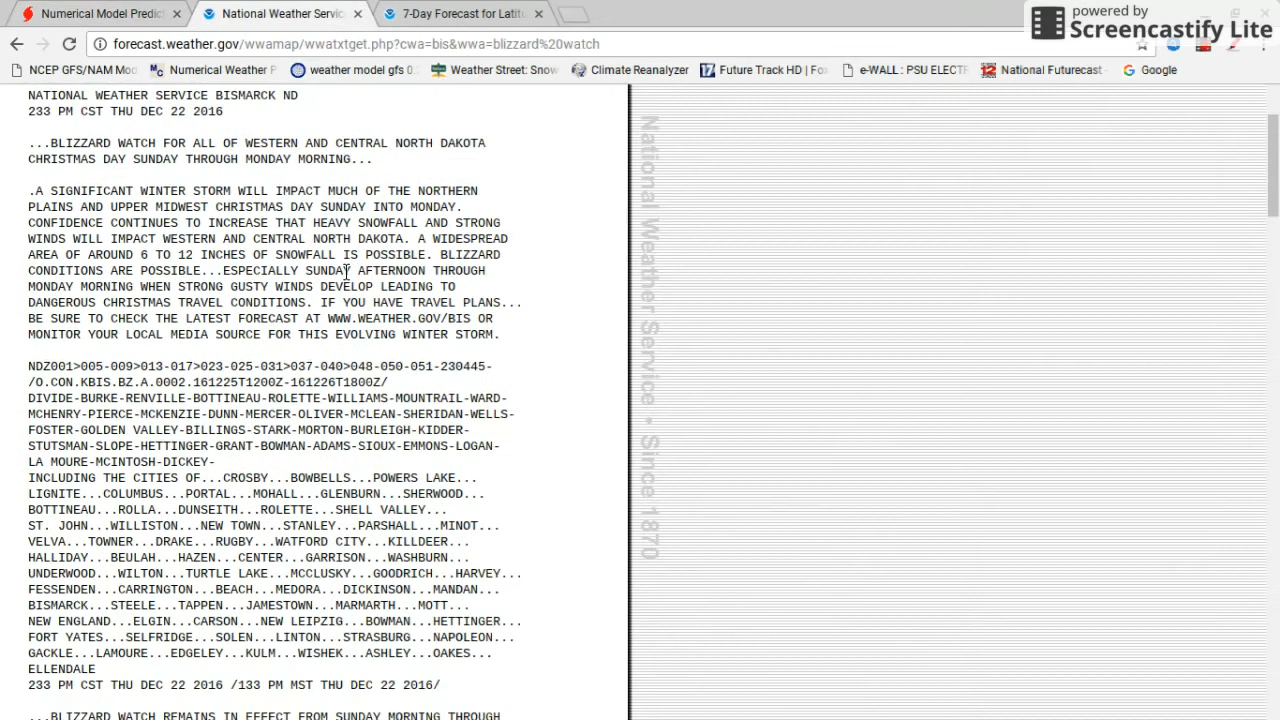 powered by
Screencastify Lite
Numerical Model Predic
National Weather Servic
7-Day Forecast for Latitu
forecast.weather.gov/wwamap/wwatxtget.php?cwa=bis&wwa=blizzard%20watch
NCEP GFS/NAM Mod
Numerical Weather P
weather model gfs 0.
Weather Street: Snow
Climate Reanalyzer
Future Track HD | Fox
e-WALL : PSU ELECTR
National Futurecast -
Google
NATIONAL WEATHER SERVICE BISMARCK ND
233 PM CST THU DEC 22 2016
...BLIZZARD WATCH FOR ALL OF WESTERN AND CENTRAL NORTH DAKOTA
CHRISTMAS DAY SUNDAY THROUGH MONDAY MORNING...
.A SIGNIFICANT WINTER STORM WILL IMPACT MUCH OF THE NORTHERN
PLAINS AND UPPER MIDWEST CHRISTMAS DAY SUNDAY INTO MONDAY.
CONFIDENCE CONTINUES TO INCREASE THAT HEAVY SNOWFALL AND STRONG
WINDS WILL IMPACT WESTERN AND CENTRAL NORTH DAKOTA. A WIDESPREAD
AREA OF AROUND 6 TO 12 INCHES OF SNOWFALL IS POSSIBLE. BLIZZARD
CONDITIONS ARE POSSIBLE...ESPECIALLY SUNDAY AFTERNOON THROUGH
MONDAY MORNING WHEN STRONG GUSTY WINDS DEVELOP LEADING TO
DANGEROUS CHRISTMAS TRAVEL CONDITIONS. IF YOU HAVE TRAVEL PLANS...
BE SURE TO CHECK THE LATEST FORECAST AT WWW.WEATHER.GOV/BIS OR
MONITOR YOUR LOCAL MEDIA SOURCE FOR THIS EVOLVING WINTER STORM.
NDZ001>005-009>013-017>023-025-031>037-040>048-050-051-230445-
/O.CON.KBIS.BZ.A.0002.161225T1200Z-161226T1800Z/
DIVIDE-BURKE-RENVILLE-BOTTINEAU-ROLETTE-WILLIAMS-MOUNTRAIL-WARD-
MCHENRY-PIERCE-MCKENZIE-DUNN-MERCER-OLIVER-MCLEAN-SHERIDAN-WELLS-
FOSTER-GOLDEN VALLEY-BILLINGS-STARK-MORTON-BURLEIGH-KIDDER-
STUTSMAN-SLOPE-HETTINGER-GRANT-BOWMAN-ADAMS-SIOUX-EMMONS-LOGAN-
LA MOURE-MCINTOSH-DICKEY-
INCLUDING THE CITIES OF...CROSBY...BOWBELLS...POWERS LAKE...
LIGNITE...COLUMBUS...PORTAL...MOHALL...GLENBURN...SHERWOOD...
BOTTINEAU...ROLLA...DUNSEITH...ROLETTE...SHELL VALLEY...
ST. JOHN...WILLISTON...NEW TOWN...STANLEY...PARSHALL...MINOT...
VELVA...TOWNER...DRAKE...RUGBY...WATFORD CITY...KILLDEER...
HALLIDAY...BEULAH...HAZEN...CENTER...GARRISON...WASHBURN...
UNDERWOOD...WILTON...TURTLE LAKE...MCCLUSKY...GOODRICH...HARVEY...
FESSENDEN...CARRINGTON...BEACH...MEDORA...DICKINSON...MANDAN...
BISMARCK...STEELE...TAPPEN...JAMESTOWN...MARMARTH...MOTT...
NEW ENGLAND...ELGIN...CARSON...NEW LEIPZIG...BOWMAN...HETTINGER...
FORT YATES...SELFRIDGE...SOLEN...LINTON...STRASBURG...NAPOLEON...
GACKLE...LAMOURE...EDGELEY...KULM...WISHEK...ASHLEY...OAKES...
ELLENDALE
233 PM CST THU DEC 22 2016 /133 PM MST THU DEC 22 2016/
...BLIZZARD WATCH REMAINS IN EFFECT FROM SUNDAY MORNING THROUGH
National Weather Service • Since 1870